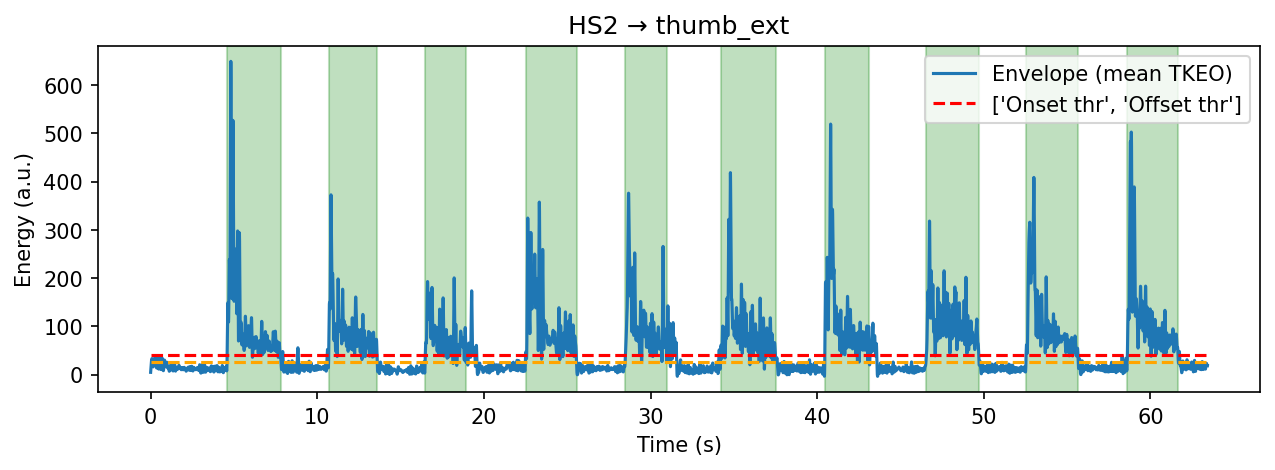 HS2 → thumb_ext
Envelope (mean TKEO)
['Onset thr', 'Offset thr']
Energy (a.u.)
600
500
400
300
200
100
0
0 10 20 30 40 50 60
Time (s)